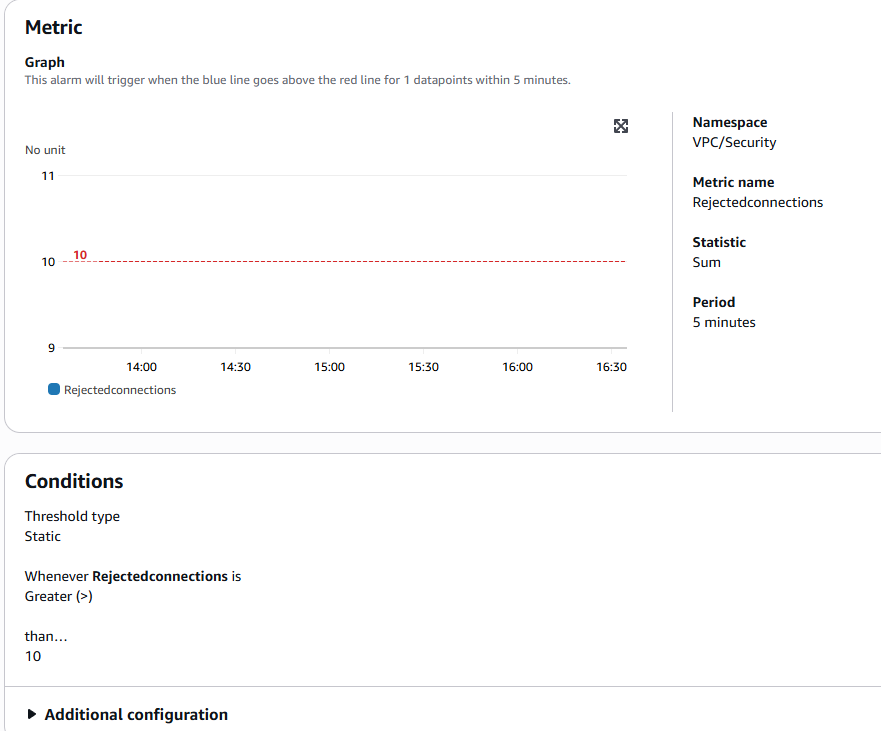 Metric
Graph
This alarm will trigger when the blue line goes above the red line for 1 datapoints within 5 minutes.
No unit
11
10
10
9
14:00 14:30 15:00 15:30 16:00 16:30
Rejectedconnections
Namespace
VPC/Security
Metric name
Rejectedconnections
Statistic
Sum
Period
5 minutes
Conditions
Threshold type
Static
Whenever Rejectedconnections is
Greater (>)
than…
10
Additional configuration